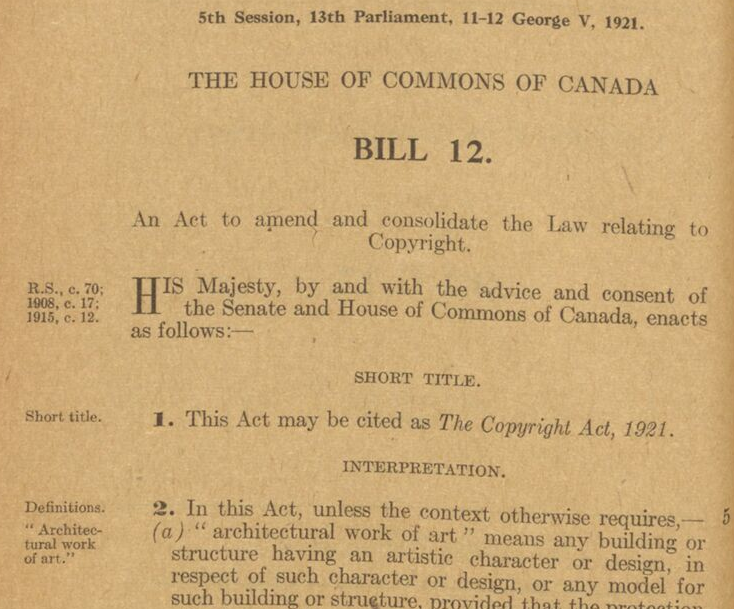 5th Session, 13th Parliament, 11-12 George V, 1921.
THE HOUSE OF COMMONS OF CANADA
BILL 12.
An Act to amend and consolidate the Law relating to
Copyright.
R.S., c. 70;
1908, c. 17;
1915, c. 12.
HIS Majesty, by and with the advice and consent of
the Senate and House of Commons of Canada, enacts
as follows:—
SHORT TITLE.
Short title.
1. This Act may be cited as The Copyright Act, 1921.
INTERPRETATION.
Definitions.
2. In this Act, unless the context otherwise requires,— 5
"Architec-
tural work
of art."
(a) "architectural work of art" means any building or
structure having an artistic character or design, in
respect of such character or design, or any model for
such building or structure, provided that the protection